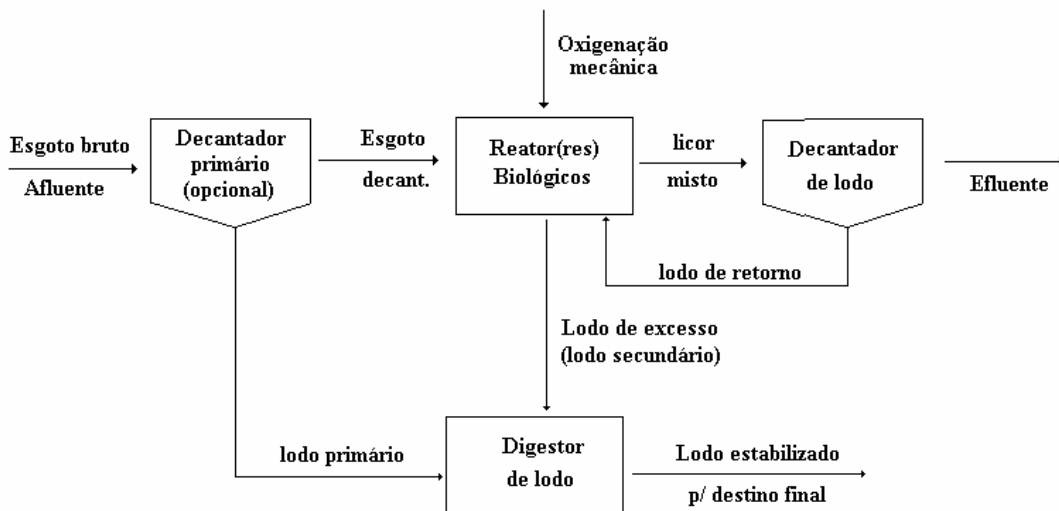 Oxigenação
mecânica
Esgoto bruto
Afluente
Decantador
primário
(opcional)
Esgoto
decant.
Reator(res)
Biológicos
licor
misto
Decantador
de lodo
Efluente
lodo de retorno
Lodo de excesso
(lodo secundário)
lodo primário
Digestor
de lodo
Lodo estabilizado
p/ destino final